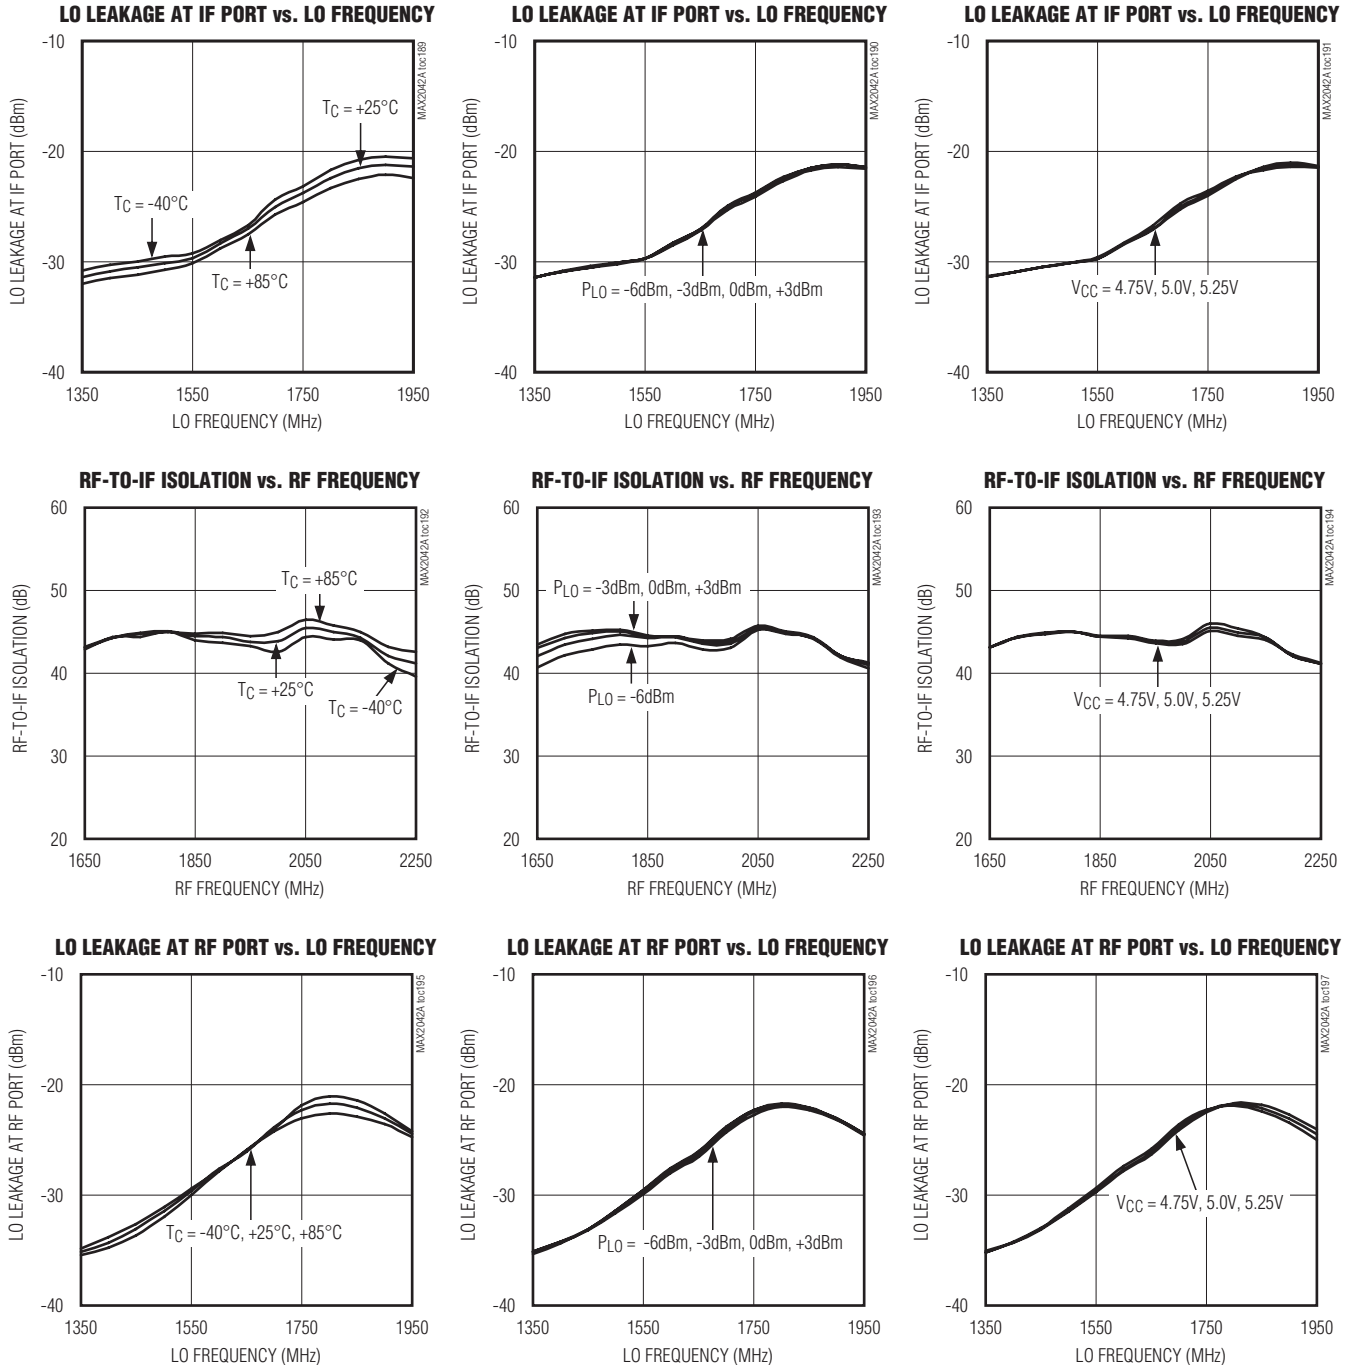 LO LEAKAGE AT IF PORT vs. LO FREQUENCY
-10
-20
-30
-40
LO LEAKAGE AT IF PORT (dBm)
MAX2042A toc189
TC = +25°C
TC = -40°C
TC = +85°C
1350 1550 1750 1950
LO FREQUENCY (MHz)
LO LEAKAGE AT IF PORT vs. LO FREQUENCY
-10
-20
-30
-40
LO LEAKAGE AT IF PORT (dBm)
MAX2042A toc190
PLO = -6dBm, -3dBm, 0dBm, +3dBm
1350 1550 1750 1950
LO FREQUENCY (MHz)
LO LEAKAGE AT IF PORT vs. LO FREQUENCY
-10
-20
-30
-40
LO LEAKAGE AT IF PORT (dBm)
MAX2042A toc191
VCC = 4.75V, 5.0V, 5.25V
1350 1550 1750 1950
LO FREQUENCY (MHz)
RF-TO-IF ISOLATION vs. RF FREQUENCY
60
50
40
30
20
RF-TO-IF ISOLATION (dB)
MAX2042A toc192
TC = +85°C
TC = +25°C
TC = -40°C
1650 1850 2050 2250
RF FREQUENCY (MHz)
RF-TO-IF ISOLATION vs. RF FREQUENCY
60
50
40
30
20
RF-TO-IF ISOLATION (dB)
MAX2042A toc193
PLO = -3dBm, 0dBm, +3dBm
PLO = -6dBm
1650 1850 2050 2250
RF FREQUENCY (MHz)
RF-TO-IF ISOLATION vs. RF FREQUENCY
60
50
40
30
20
RF-TO-IF ISOLATION (dB)
MAX2042A toc194
VCC = 4.75V, 5.0V, 5.25V
1650 1850 2050 2250
RF FREQUENCY (MHz)
LO LEAKAGE AT RF PORT vs. LO FREQUENCY
-10
-20
-30
-40
LO LEAKAGE AT RF PORT (dBm)
MAX2042A toc195
TC = -40°C, +25°C, +85°C
1350 1550 1750 1950
LO FREQUENCY (MHz)
LO LEAKAGE AT RF PORT vs. LO FREQUENCY
-10
-20
-30
-40
LO LEAKAGE AT RF PORT (dBm)
MAX2042A toc196
PLO = -6dBm, -3dBm, 0dBm, +3dBm
1350 1550 1750 1950
LO FREQUENCY (MHz)
LO LEAKAGE AT RF PORT vs. LO FREQUENCY
-10
-20
-30
-40
LO LEAKAGE AT RF PORT (dBm)
MAX2042A toc197
VCC = 4.75V, 5.0V, 5.25V
1350 1550 1750 1950
LO FREQUENCY (MHz)